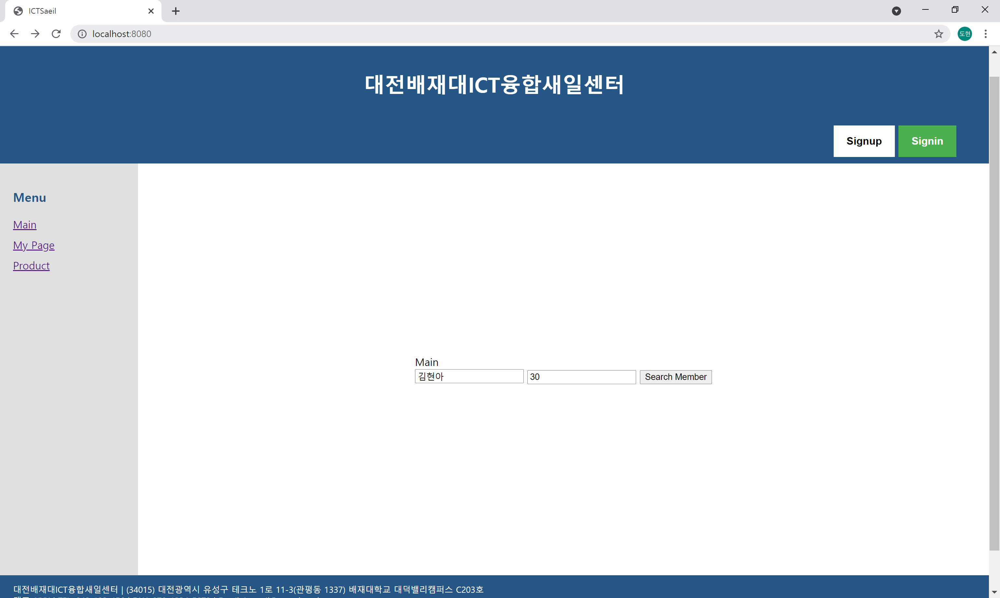 ICTSaeil
localhost:8080
도현
대전배재대ICT융합새일센터
Signup Signin
Menu
Main
My Page
Product
Main
김현아 30 Search Member
대전배재대ICT융합새일센터 | (34015) 대전광역시 유성구 테크노 1로 11-3(관평동 1337) 배재대학교 대덕밸리캠퍼스 C203호